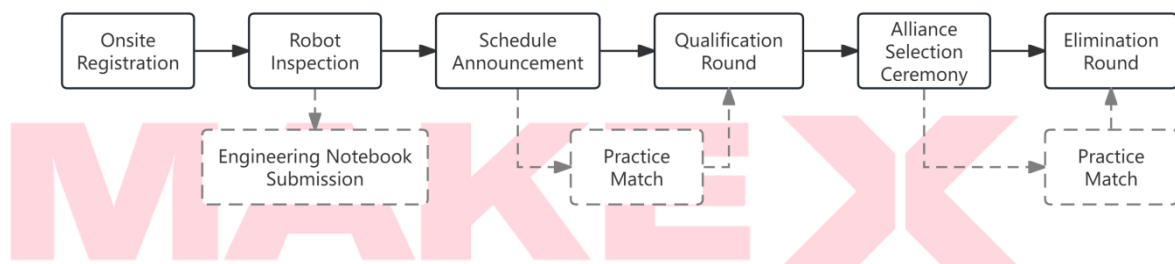 Onsite
Registration
Robot
Inspection
Schedule
Announcement
Qualification
Round
Alliance
Selection
Ceremony
Elimination
Round
Engineering Notebook
Submission
Practice
Match
Practice
Match
MAKEX